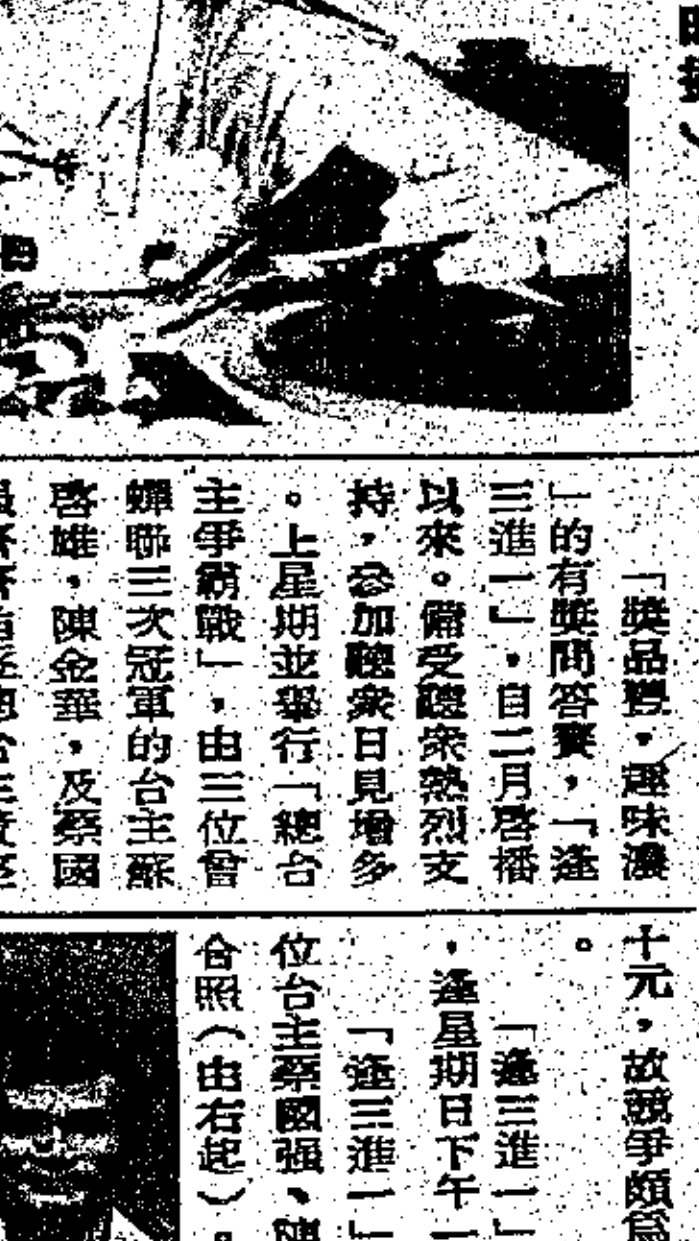 「獎品豐，趣味濃
」的有獎問答賽，「逢
三進一」，自二月啓播
以來。備受聽衆熱烈支
持，參加聽衆日見增多
。上星期並舉行「總台
主爭霸戰」，由三位曾
蟬聯三次冠軍的台主蘇
啓雄，陳金華，及蔡國
十元，故競爭頗爲
。
「逢三進一」
，逢星期日下午一
「逢三進一」
位台主蔡國强、陳
合照（由右起）。